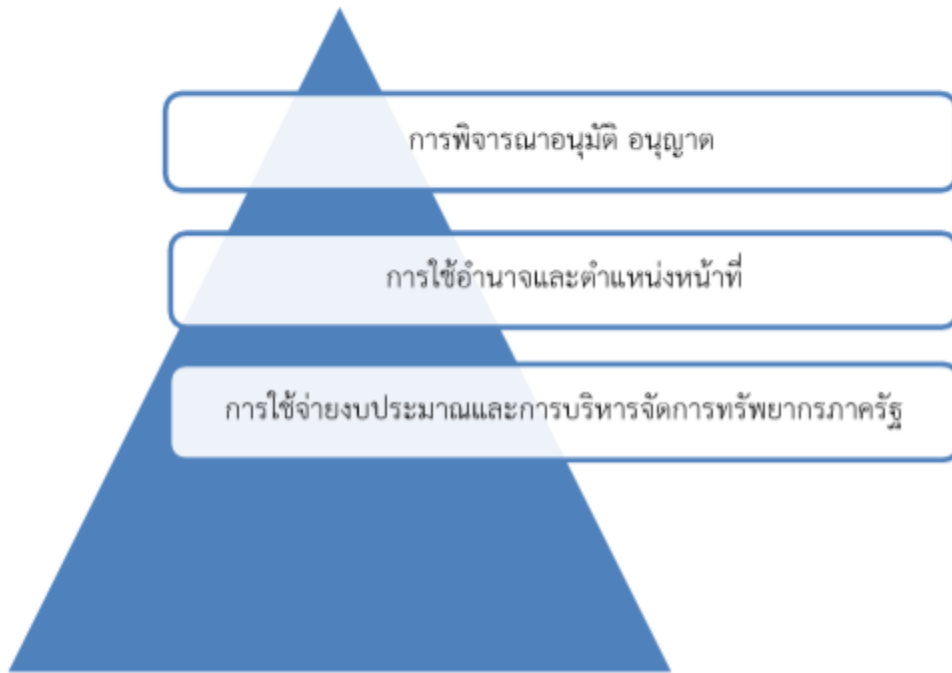 การพิจารณาอนุมัติ อนุญาต
การใช้อำนาจและตำแหน่งหน้าที่
การใช้จ่ายงบประมาณและการบริหารจัดการทรัพยากรภาครัฐ